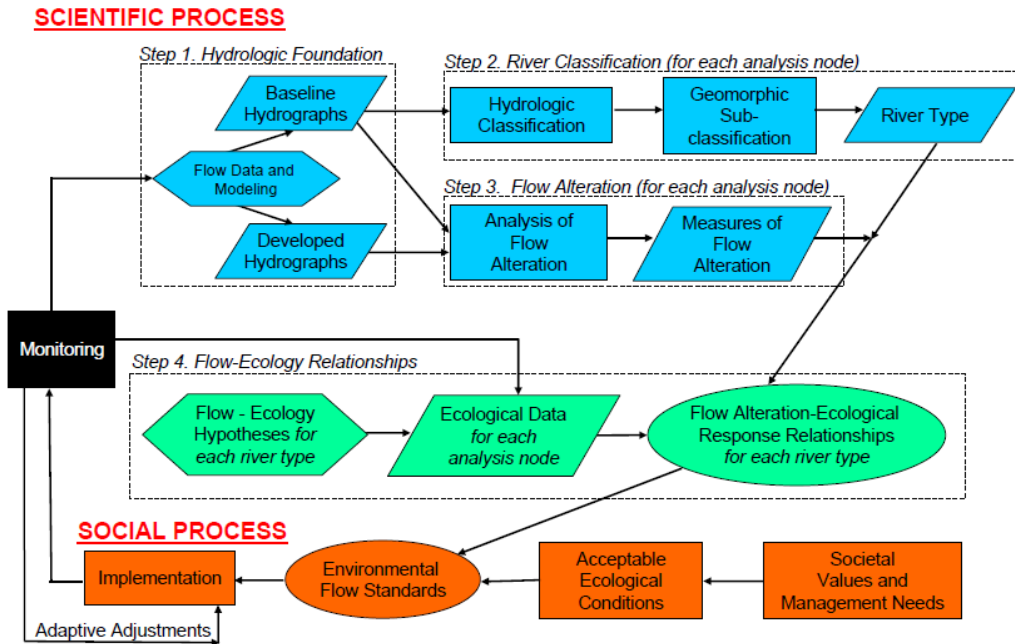 SCIENTIFIC PROCESS
Step 1. Hydrologic Foundation
Baseline
Hydrographs
Flow Data and
Modeling
Developed
Hydrographs
Step 2. River Classification (for each analysis node)
Hydrologic
Classification
Geomorphic
Sub-
classification
River Type
Step 3.  Flow Alteration (for each analysis node)
Analysis of
Flow
Alteration
Measures of
Flow
Alteration
Monitoring
Step 4. Flow-Ecology Relationships
Flow - Ecology
Hypotheses for
each river type
Ecological Data
for each
analysis node
Flow Alteration-Ecological
Response Relationships
for each river type
SOCIAL PROCESS
Implementation
Environmental
Flow Standards
Acceptable
Ecological
Conditions
Societal
Values and
Management Needs
Adaptive Adjustments